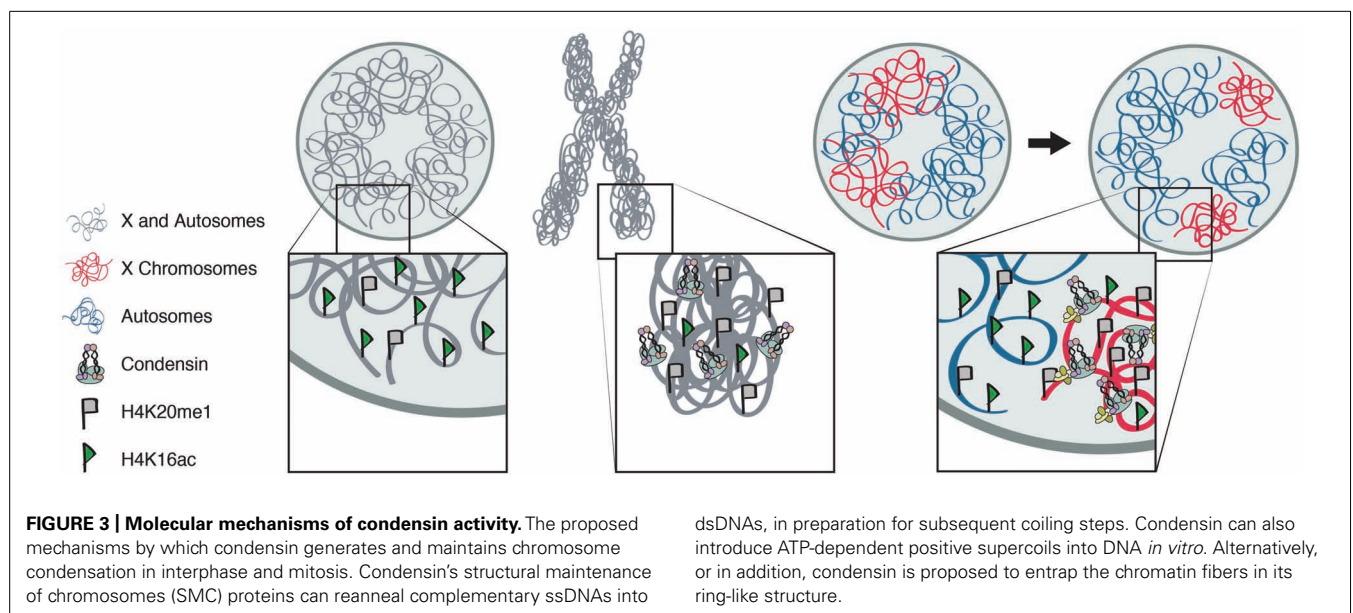 X and Autosomes
X Chromosomes
Autosomes
Condensin
H4K20me1
H4K16ac
FIGURE 3 | Molecular mechanisms of condensin activity. The proposed
mechanisms by which condensin generates and maintains chromosome
condensation in interphase and mitosis. Condensin's structural maintenance
of chromosomes (SMC) proteins can reanneal complementary ssDNAs into
dsDNAs, in preparation for subsequent coiling steps. Condensin can also
introduce ATP-dependent positive supercoils into DNA in vitro. Alternatively,
or in addition, condensin is proposed to entrap the chromatin fibers in its
ring-like structure.